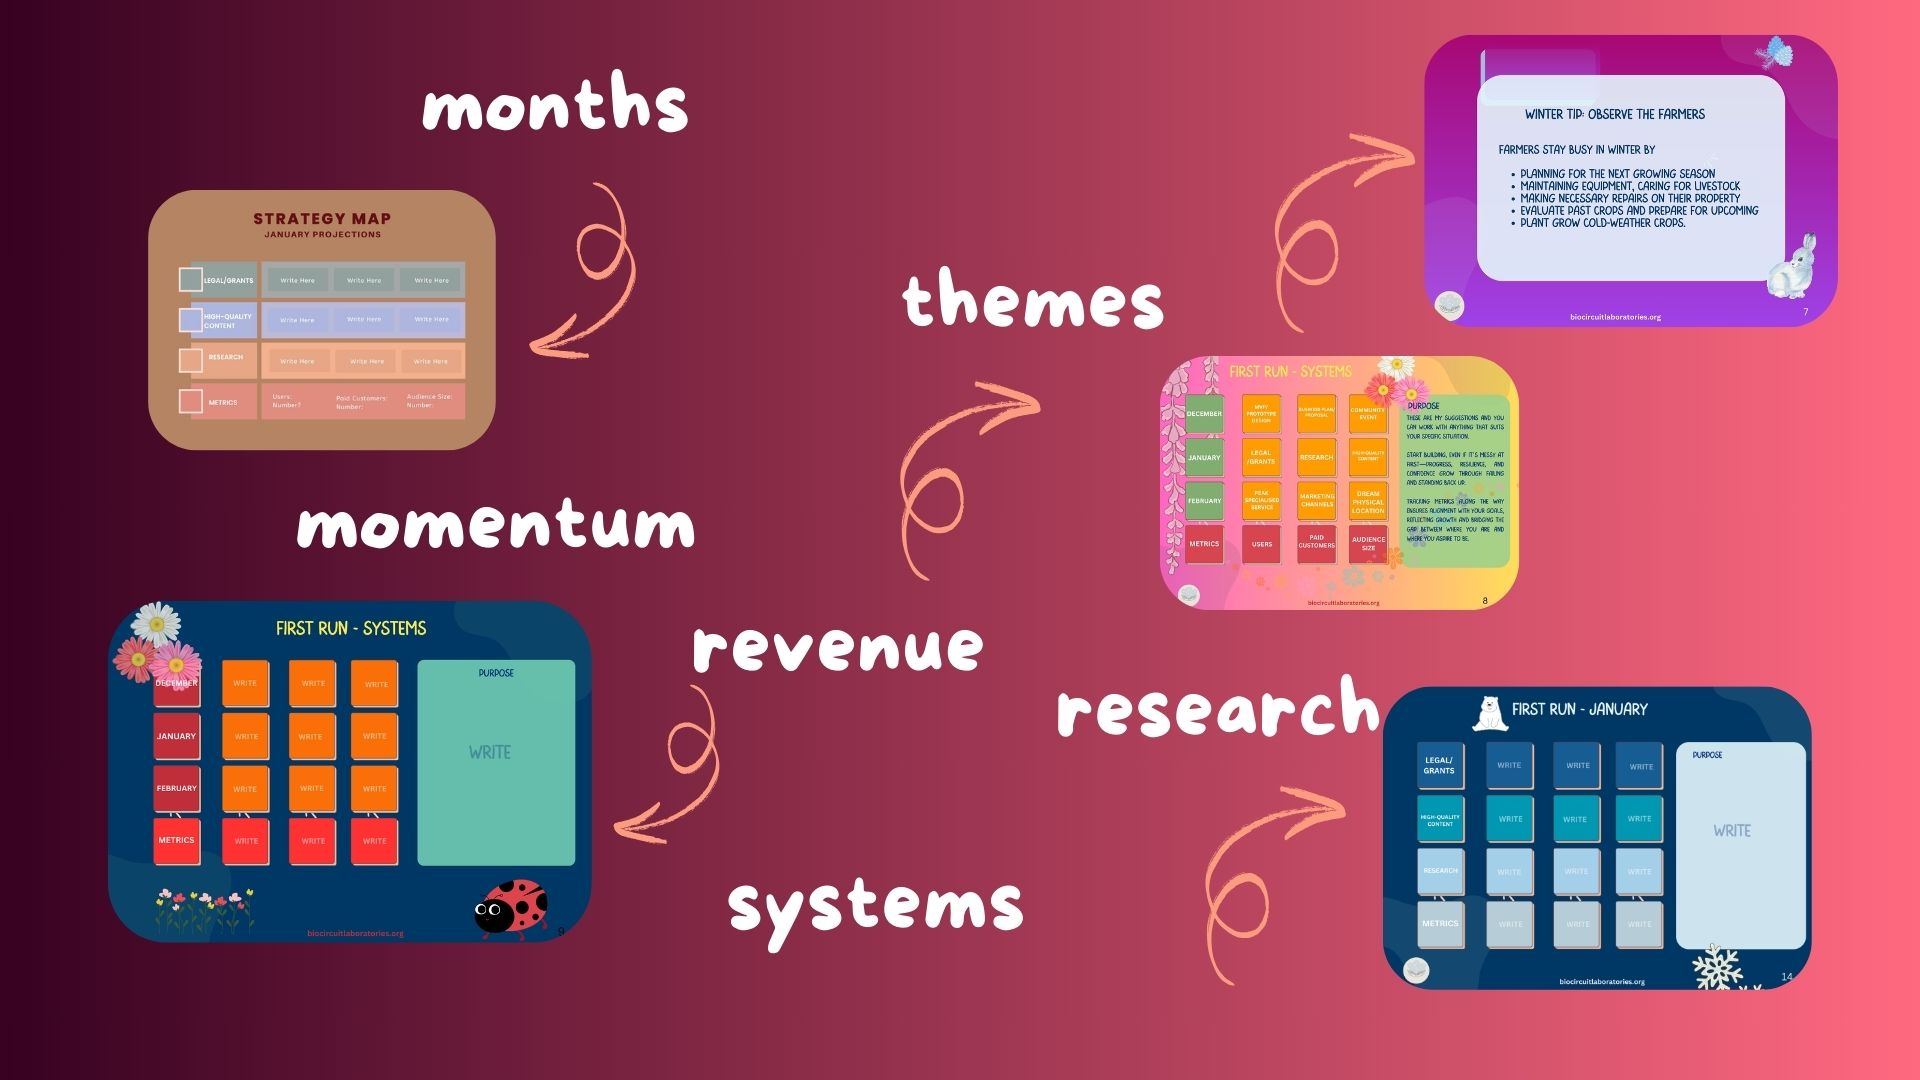 months
STRATEGY MAP
JANUARY PROJECTIONS
LEGAL/GRANTS
Write Here
Write Here
Write Here
HIGH-QUALITY
CONTENT
Write Here
Write Here
Write Here
RESEARCH
Write Here
Write Here
Write Here
METRICS
Users:
Number?
Paid Customers:
Number:
Audience Size:
Number:
WINTER TIP: OBSERVE THE FARMERS
FARMERS STAY BUSY IN WINTER BY
• PLANNING FOR THE NEXT GROWING SEASON
• MAINTAINING EQUIPMENT, CARING FOR LIVESTOCK
• MAKING NECESSARY REPAIRS ON THEIR PROPERTY
• EVALUATE PAST CROPS AND PREPARE FOR UPCOMING
• PLANT GROW COLD-WEATHER CROPS.
biocircuitlaboratories.org
7
themes
FIRST RUN - SYSTEMS
DECEMBER
MVP/
PROTOTYPE
DESIGN
BUSINESS PLAN/
PROPOSAL
COMMUNITY
EVENT
JANUARY
LEGAL
/GRANTS
RESEARCH
HIGH-QUALITY
CONTENT
FEBRUARY
PEAK
SPECIALISED
SERVICE
MARKETING
CHANNELS
DREAM
PHYSICAL
LOCATION
METRICS
USERS
PAID
CUSTOMERS
AUDIENCE
SIZE
PURPOSE
THESE ARE MY SUGGESTIONS AND YOU
CAN WORK WITH ANYTHING THAT SUITS
YOUR SPECIFIC SITUATION.
START BUILDING, EVEN IF IT'S MESSY AT
FIRST—PROGRESS, RESILIENCE, AND
CONFIDENCE GROW THROUGH FAILING
AND STANDING BACK UP.
TRACKING METRICS ALONG THE WAY
ENSURES ALIGNMENT WITH YOUR GOALS,
REFLECTING GROWTH AND BRIDGING THE
GAP BETWEEN WHERE YOU ARE AND
WHERE YOU ASPIRE TO BE.
biocircuitlaboratories.org
8
momentum
FIRST RUN - SYSTEMS
DECEMBER
WRITE
WRITE
WRITE
JANUARY
WRITE
WRITE
WRITE
FEBRUARY
WRITE
WRITE
WRITE
METRICS
WRITE
WRITE
WRITE
PURPOSE
WRITE
biocircuitlaboratories.org
9
revenue
research
FIRST RUN - JANUARY
LEGAL/
GRANTS
WRITE
WRITE
WRITE
HIGH-QUALITY
CONTENT
WRITE
WRITE
WRITE
RESEARCH
WRITE
WRITE
WRITE
METRICS
WRITE
WRITE
WRITE
PURPOSE
WRITE
biocircuitlaboratories.org
14
systems